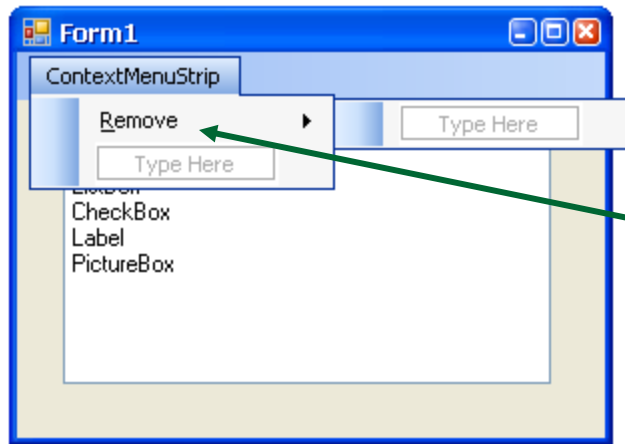 Form1
ContextMenuStrip
Remove
Type Here
Type Here
CheckBox
Label
PictureBox